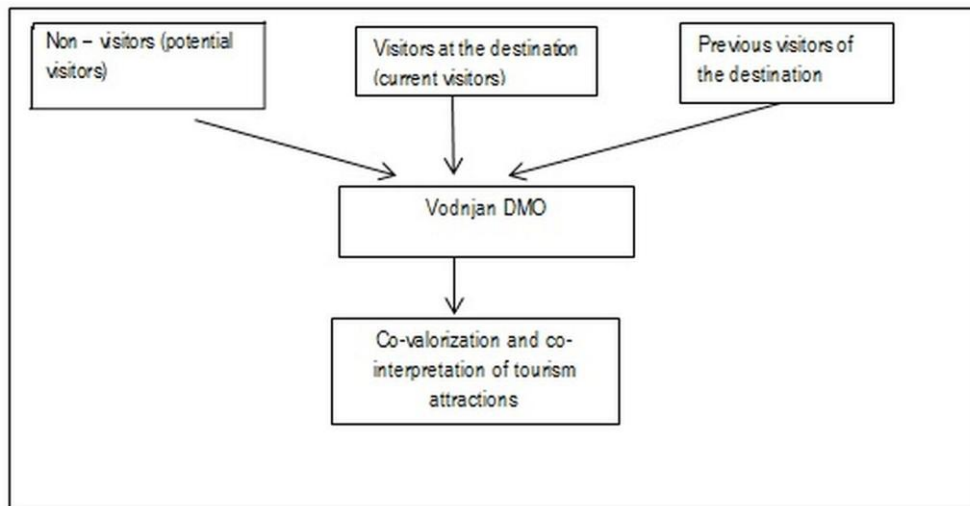 Non – visitors (potential
visitors)
Visitors at the destination
(current visitors)
Previous visitors of
the destination
Vodnjan DMO
Co-valorization and co-
interpretation of tourism
attractions